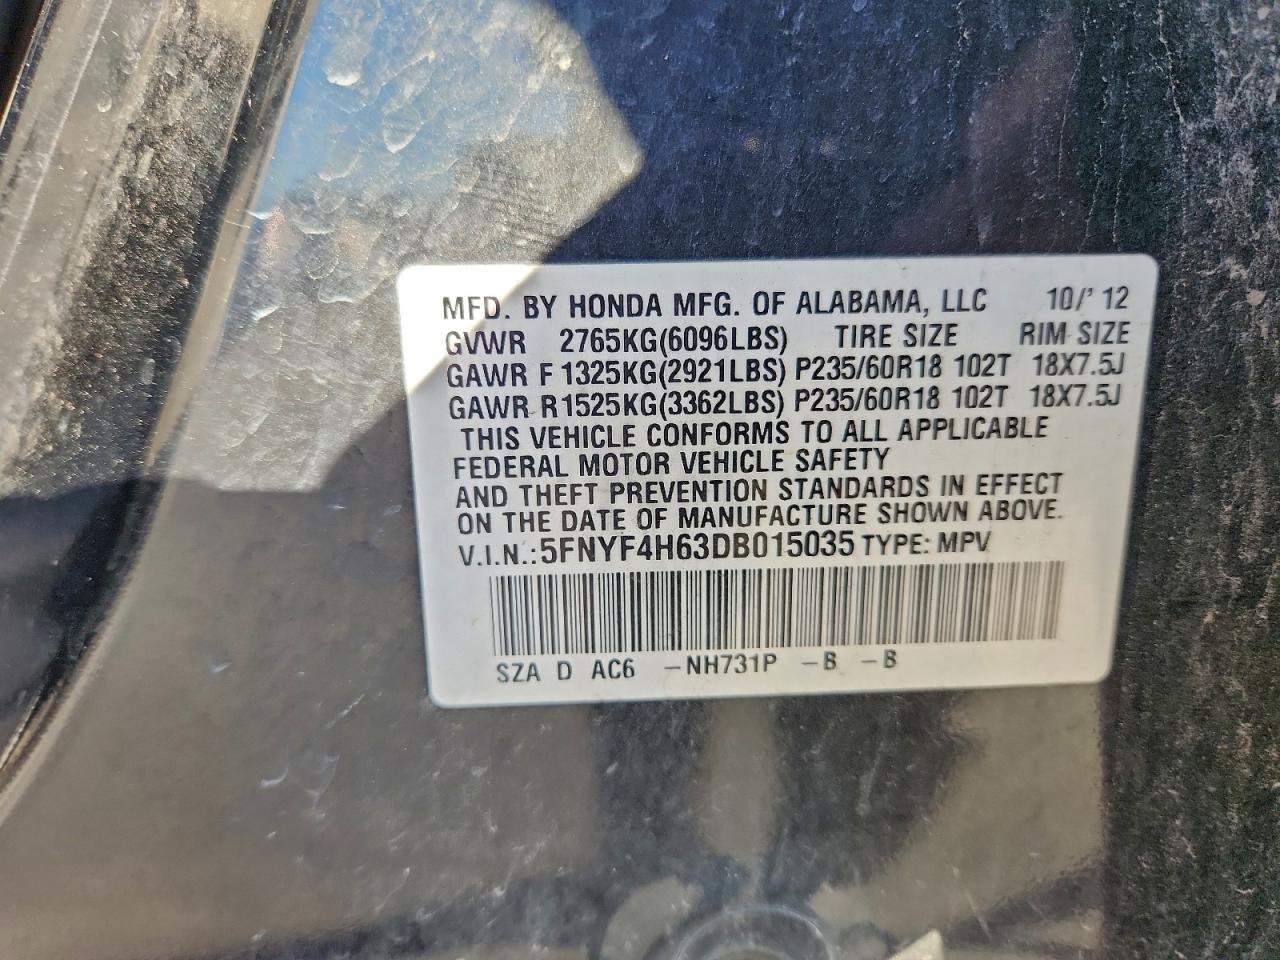 MFD. BY HONDA MFG. OF ALABAMA, LLC 10/' 12
GVWR 2765KG(6096LBS) TIRE SIZE RIM SIZE
GAWR F 1325KG(2921LBS) P235/60R18 102T 18X7.5J
GAWR R1525KG(3362LBS) P235/60R18 102T 18X7.5J
THIS VEHICLE CONFORMS TO ALL APPLICABLE
FEDERAL MOTOR VEHICLE SAFETY
AND THEFT PREVENTION STANDARDS IN EFFECT
ON THE DATE OF MANUFACTURE SHOWN ABOVE.
V.I.N.: 5FNYF4H63DB015035 TYPE: MPV
SZA D AC6 -NH731P -B -B